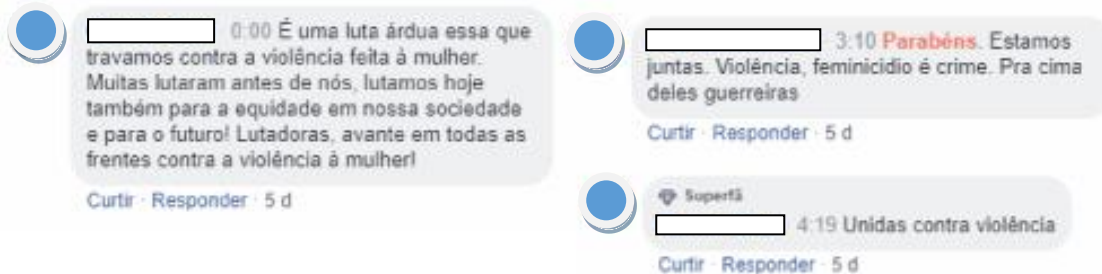 0:00 É uma luta árdua essa que
travamos contra a violência feita à mulher.
Muitas lutaram antes de nós, lutamos hoje
também para a equidade em nossa sociedade
e para o futuro! Lutadoras, avante em todas as
frentes contra a violência à mulher!
Curtir · Responder · 5 d
3:10 Parabéns. Estamos
juntas. Violência, feminicidio é crime. Pra cima
deles guerreiras
Curtir · Responder · 5 d
Superfã
4:19 Unidas contra violência
Curtir · Responder · 5 d